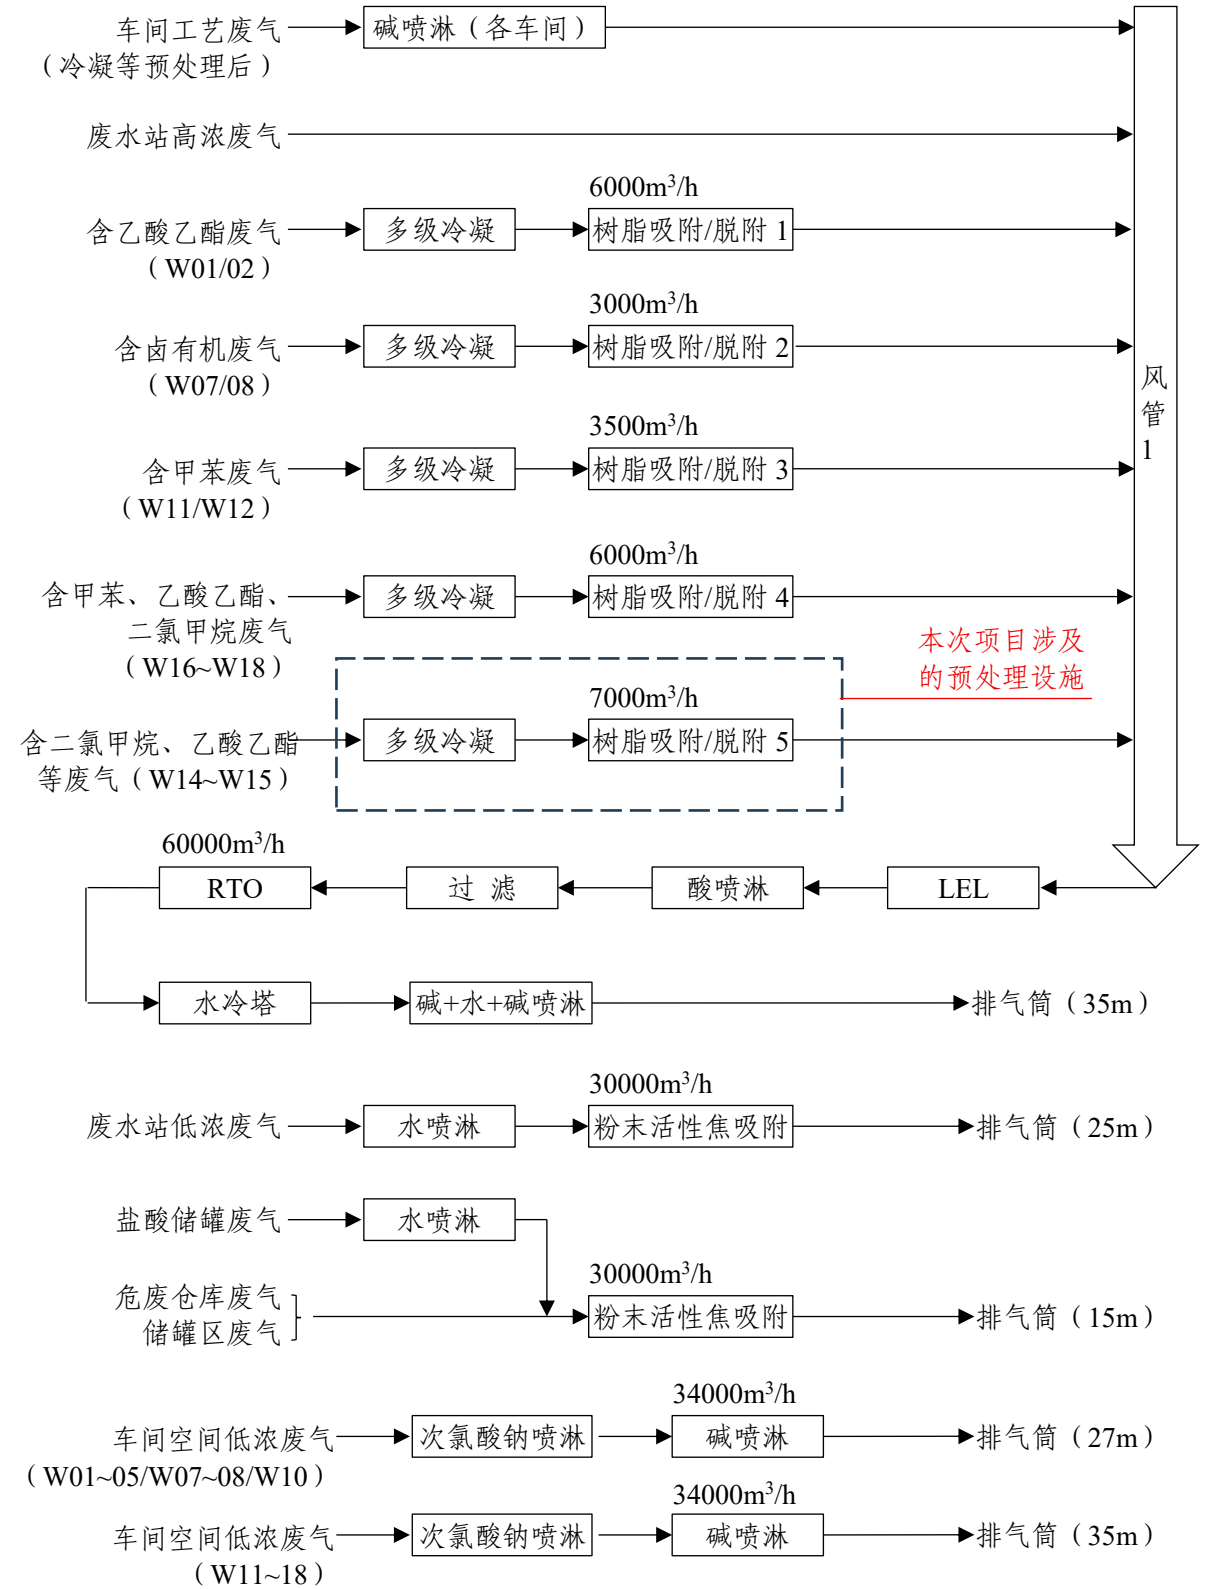 车间工艺废气
（冷凝等预处理后）
碱喷淋（各车间）
废水站高浓废气
6000m³/h
含乙酸乙酯废气
（W01/02）
多级冷凝
树脂吸附/脱附 1
3000m³/h
含卤有机废气
（W07/08）
多级冷凝
树脂吸附/脱附 2
风
管
1
3500m³/h
含甲苯废气
（W11/W12）
多级冷凝
树脂吸附/脱附 3
6000m³/h
含甲苯、乙酸乙酯、
二氯甲烷废气
（W16~W18）
多级冷凝
树脂吸附/脱附 4
本次项目涉及
的预处理设施
7000m³/h
含二氯甲烷、乙酸乙酯
等废气（W14~W15）
多级冷凝
树脂吸附/脱附 5
60000m³/h
RTO
过 滤
酸喷淋
LEL
水冷塔
碱+水+碱喷淋
排气筒（35m）
30000m³/h
废水站低浓废气
水喷淋
粉末活性焦吸附
排气筒（25m）
盐酸储罐废气
水喷淋
30000m³/h
危废仓库废气
储罐区废气
粉末活性焦吸附
排气筒（15m）
34000m³/h
车间空间低浓废气
（W01~05/W07~08/W10）
次氯酸钠喷淋
碱喷淋
排气筒（27m）
34000m³/h
车间空间低浓废气
（W11~18）
次氯酸钠喷淋
碱喷淋
排气筒（35m）